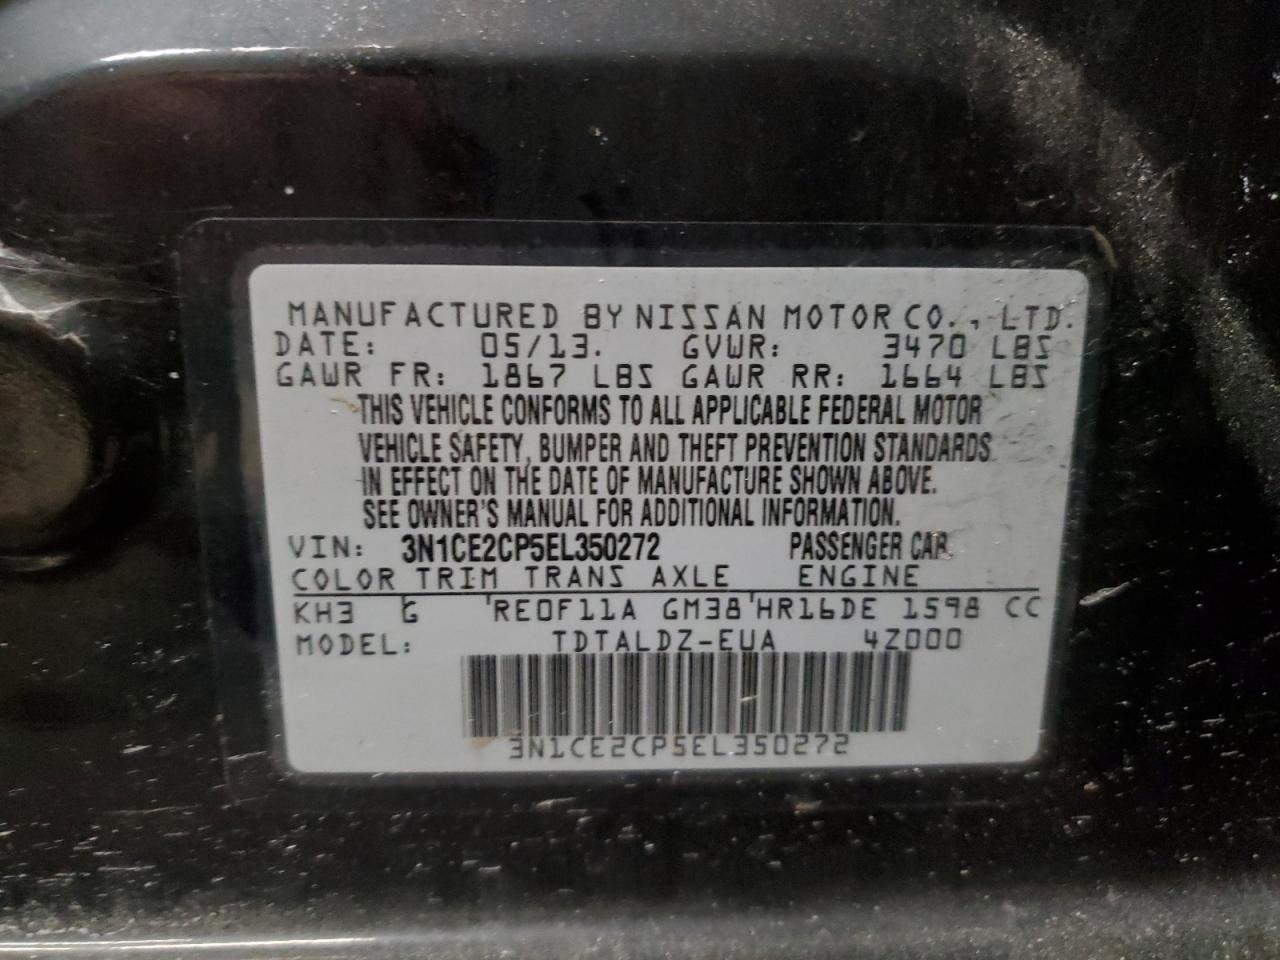 MANUFACTURED BY NISSAN MOTOR CO., LTD.
DATE: 05/13. GVWR: 3470 LBS
GAWR FR: 1867 LBS GAWR RR: 1664 LBS
THIS VEHICLE CONFORMS TO ALL APPLICABLE FEDERAL MOTOR
VEHICLE SAFETY, BUMPER AND THEFT PREVENTION STANDARDS
IN EFFECT ON THE DATE OF MANUFACTURE SHOWN ABOVE.
SEE OWNER'S MANUAL FOR ADDITIONAL INFORMATION.
VIN: 3N1CE2CP5EL350272 PASSENGER CAR
COLOR TRIM TRANS AXLE ENGINE
KH3 G 'RE0F11A GM38'HR16DE 1598 CC
MODEL: TDTALDZ-EUA 4Z000
3N1CE2CP5EL350272